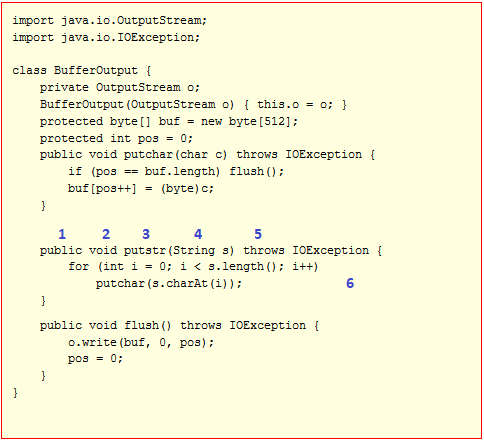 import java.io.OutputStream;
import java.io.IOException;
class BufferOutput {
private OutputStream o;
BufferOutput(OutputStream o) { this.o = o; }
protected byte[] buf = new byte[512];
protected int pos = 0;
public void putchar(char c) throws IOException {
if (pos == buf.length) flush();
buf[pos++] = (byte)c;
}
1 2 3 4 5
public void putstr(String s) throws IOException {
for (int i = 0; i < s.length(); i++)
putchar(s.charAt(i)); 6
}
public void flush() throws IOException {
o.write(buf, 0, pos);
pos = 0;
}
}